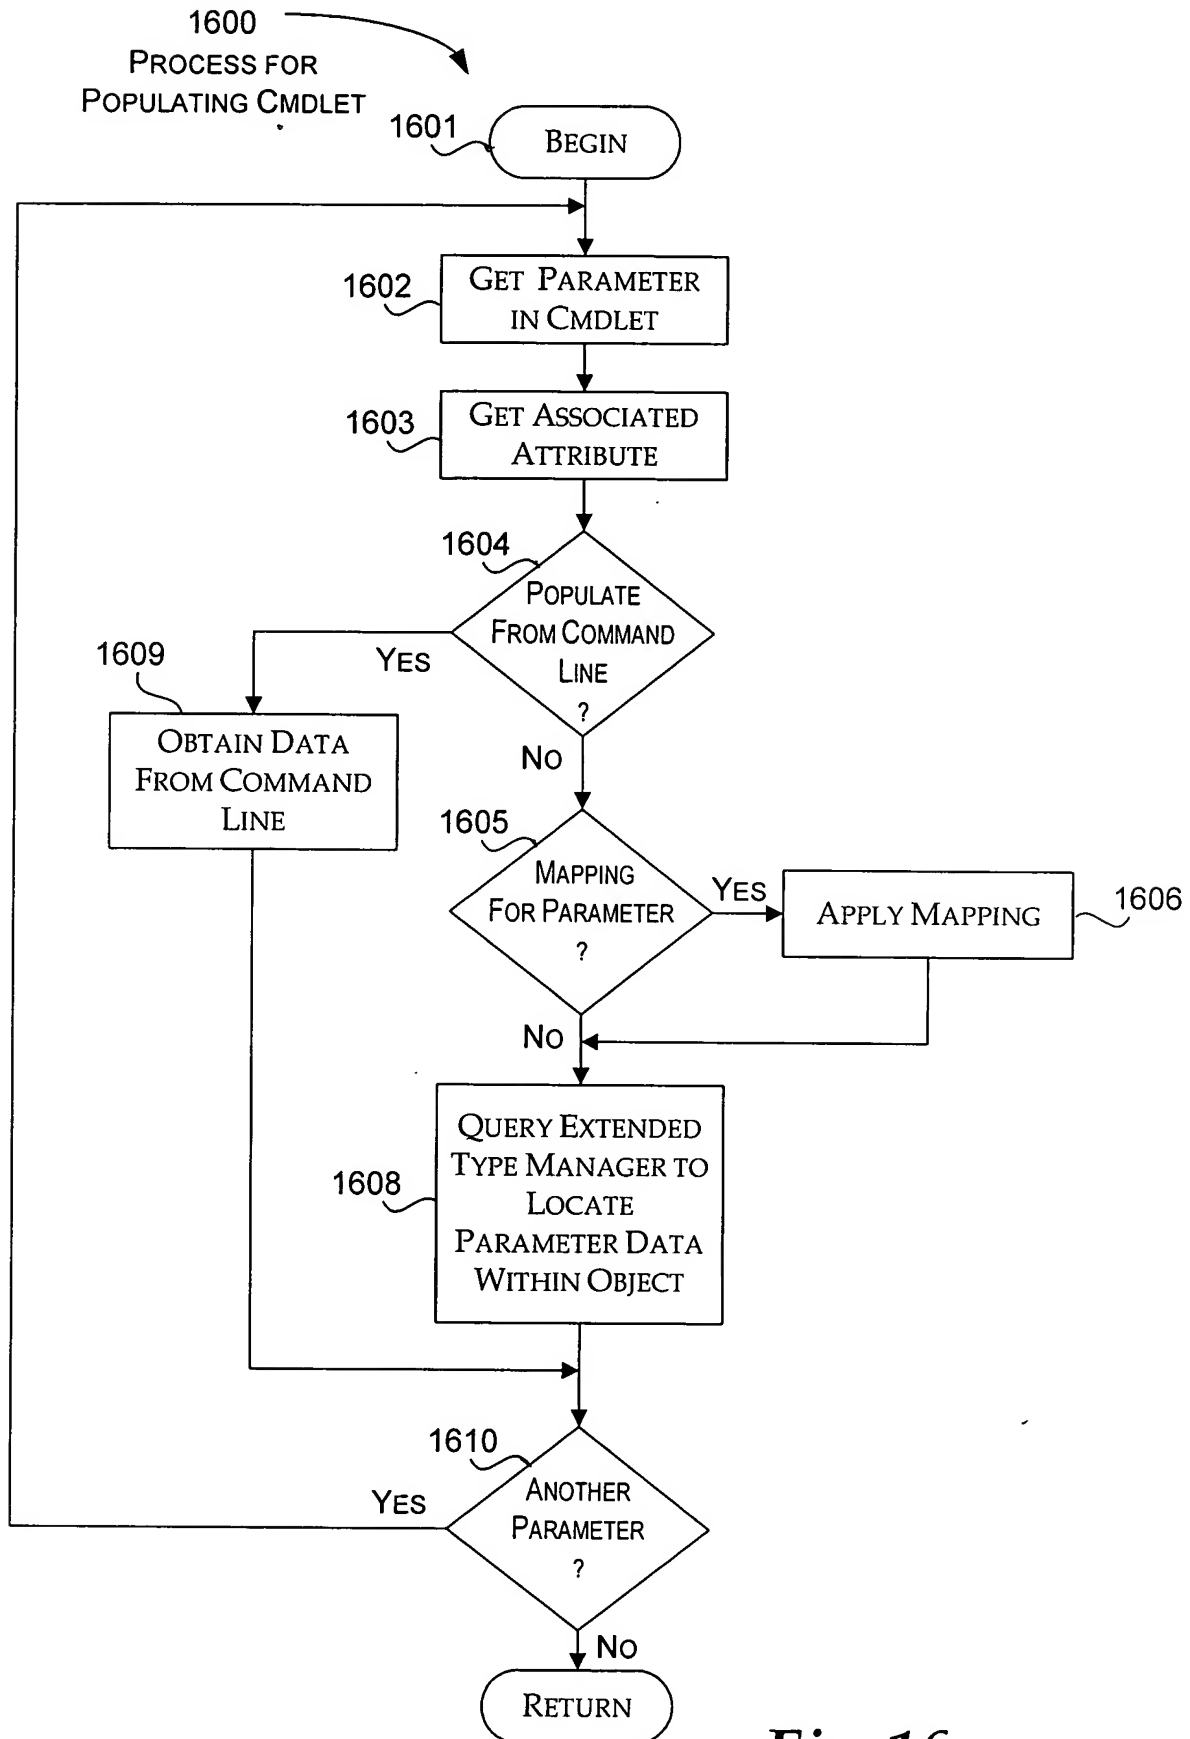 1600
PROCESS FOR
POPULATING CMDLET
1601
BEGIN
1602
GET PARAMETER
IN CMDLET
1603
GET ASSOCIATED
ATTRIBUTE
1604
POPULATE
FROM COMMAND
LINE
?
YES
NO
1609
OBTAIN DATA
FROM COMMAND
LINE
1605
MAPPING
FOR PARAMETER
?
YES
NO
APPLY MAPPING
1606
1608
QUERY EXTENDED
TYPE MANAGER TO
LOCATE
PARAMETER DATA
WITHIN OBJECT
1610
ANOTHER
PARAMETER
?
YES
NO
RETURN
Fig. 16